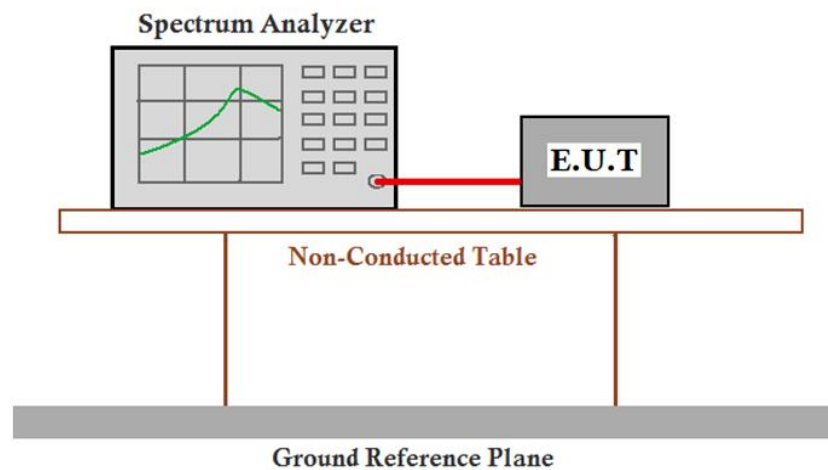 Spectrum Analyzer
E.U.T
Non-Conducted Table
Ground Reference Plane